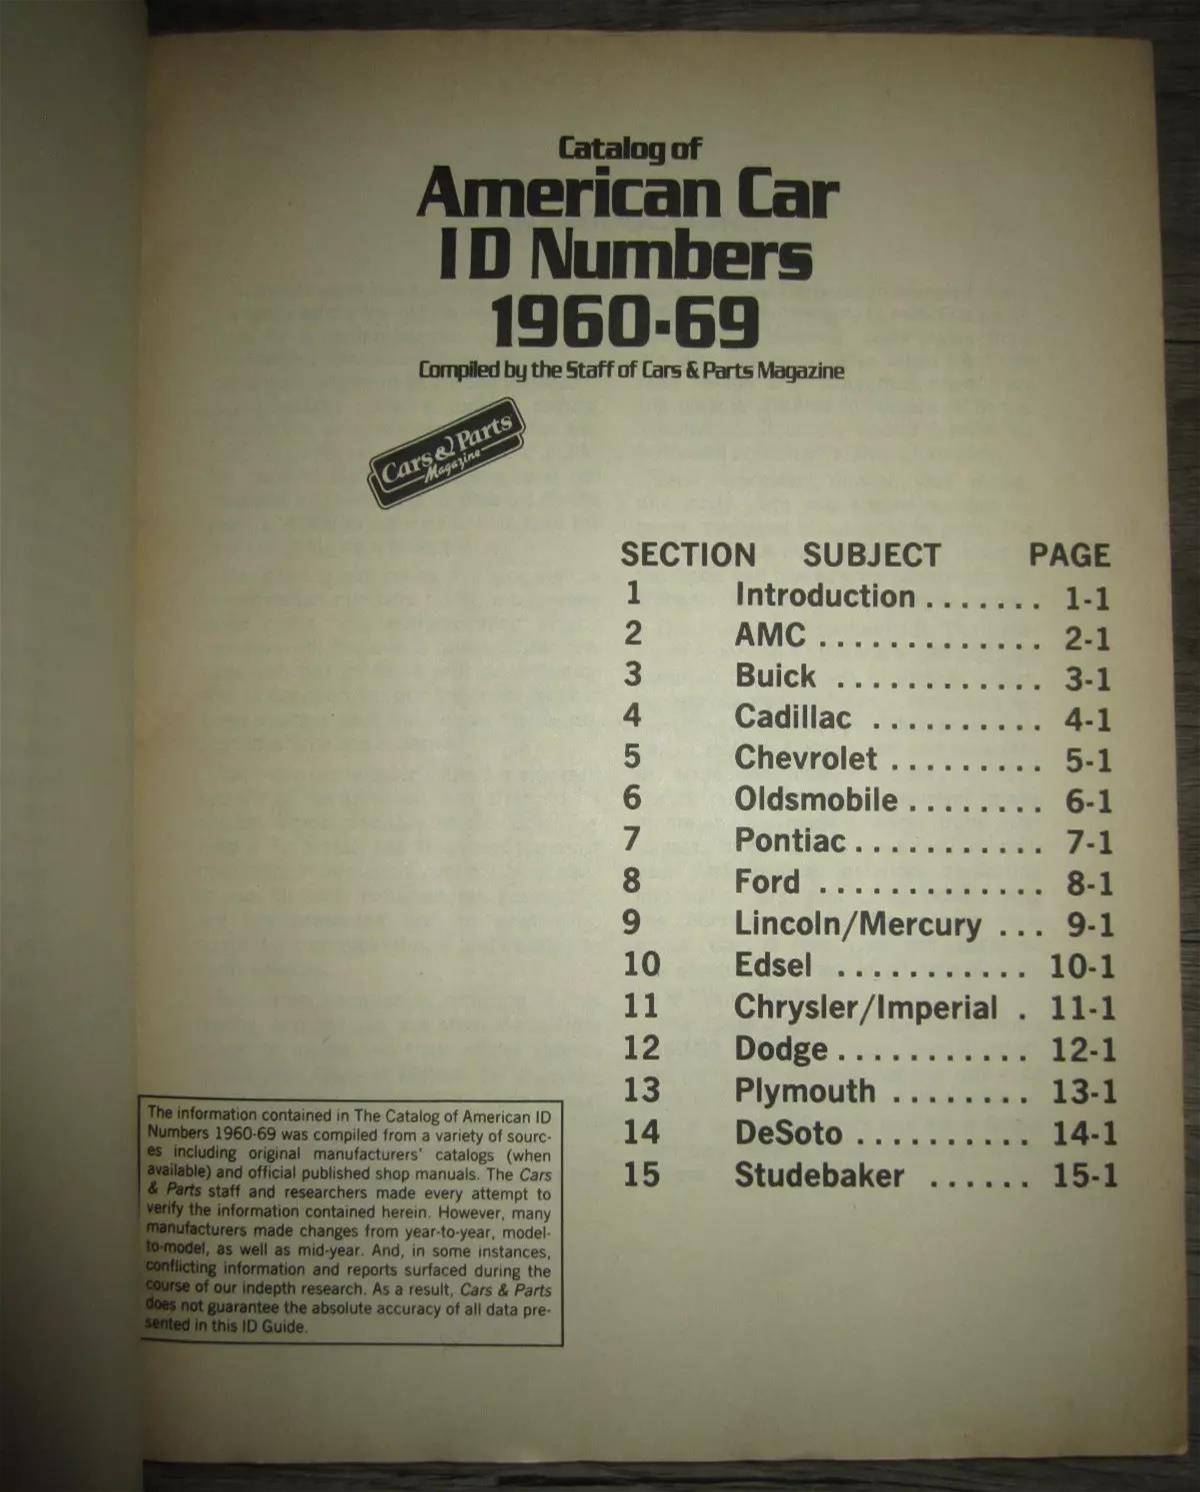 Catalog of
American Car
ID Numbers
1960-69
Compiled by the Staff of Cars & Parts Magazine
Cars & Parts
Magazine
SECTION SUBJECT PAGE
1 Introduction . . . . . . . 1-1
2 AMC . . . . . . . . . . . . . 2-1
3 Buick . . . . . . . . . . . . 3-1
4 Cadillac . . . . . . . . . . 4-1
5 Chevrolet . . . . . . . . . 5-1
6 Oldsmobile . . . . . . . . 6-1
7 Pontiac . . . . . . . . . . . 7-1
8 Ford . . . . . . . . . . . . . 8-1
9 Lincoln/Mercury . . . 9-1
10 Edsel . . . . . . . . . . . 10-1
11 Chrysler/Imperial . 11-1
12 Dodge . . . . . . . . . . . 12-1
13 Plymouth . . . . . . . . 13-1
14 DeSoto . . . . . . . . . . 14-1
15 Studebaker . . . . . . 15-1
The information contained in The Catalog of American ID
Numbers 1960-69 was compiled from a variety of sourc-
es including original manufacturers' catalogs (when
available) and official published shop manuals. The Cars
& Parts staff and researchers made every attempt to
verify the information contained herein. However, many
manufacturers made changes from year-to-year, model-
to-model, as well as mid-year. And, in some instances,
conflicting information and reports surfaced during the
course of our indepth research. As a result, Cars & Parts
does not guarantee the absolute accuracy of all data pre-
sented in this ID Guide.